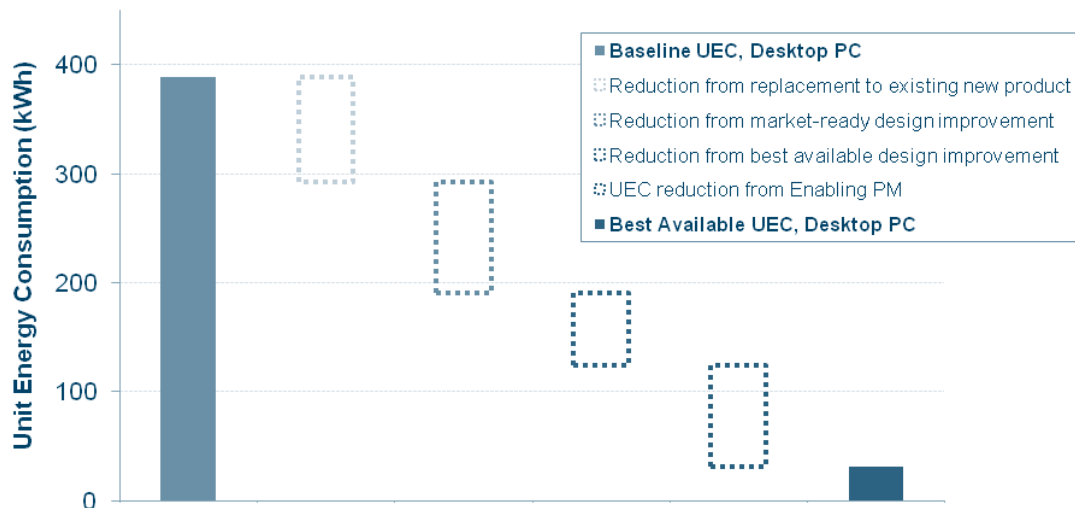 Unit Energy Consumption (kWh)
400
300
200
100
0
Baseline UEC, Desktop PC
Reduction from replacement to existing new product
Reduction from market-ready design improvement
Reduction from best available design improvement
UEC reduction from Enabling PM
Best Available UEC, Desktop PC